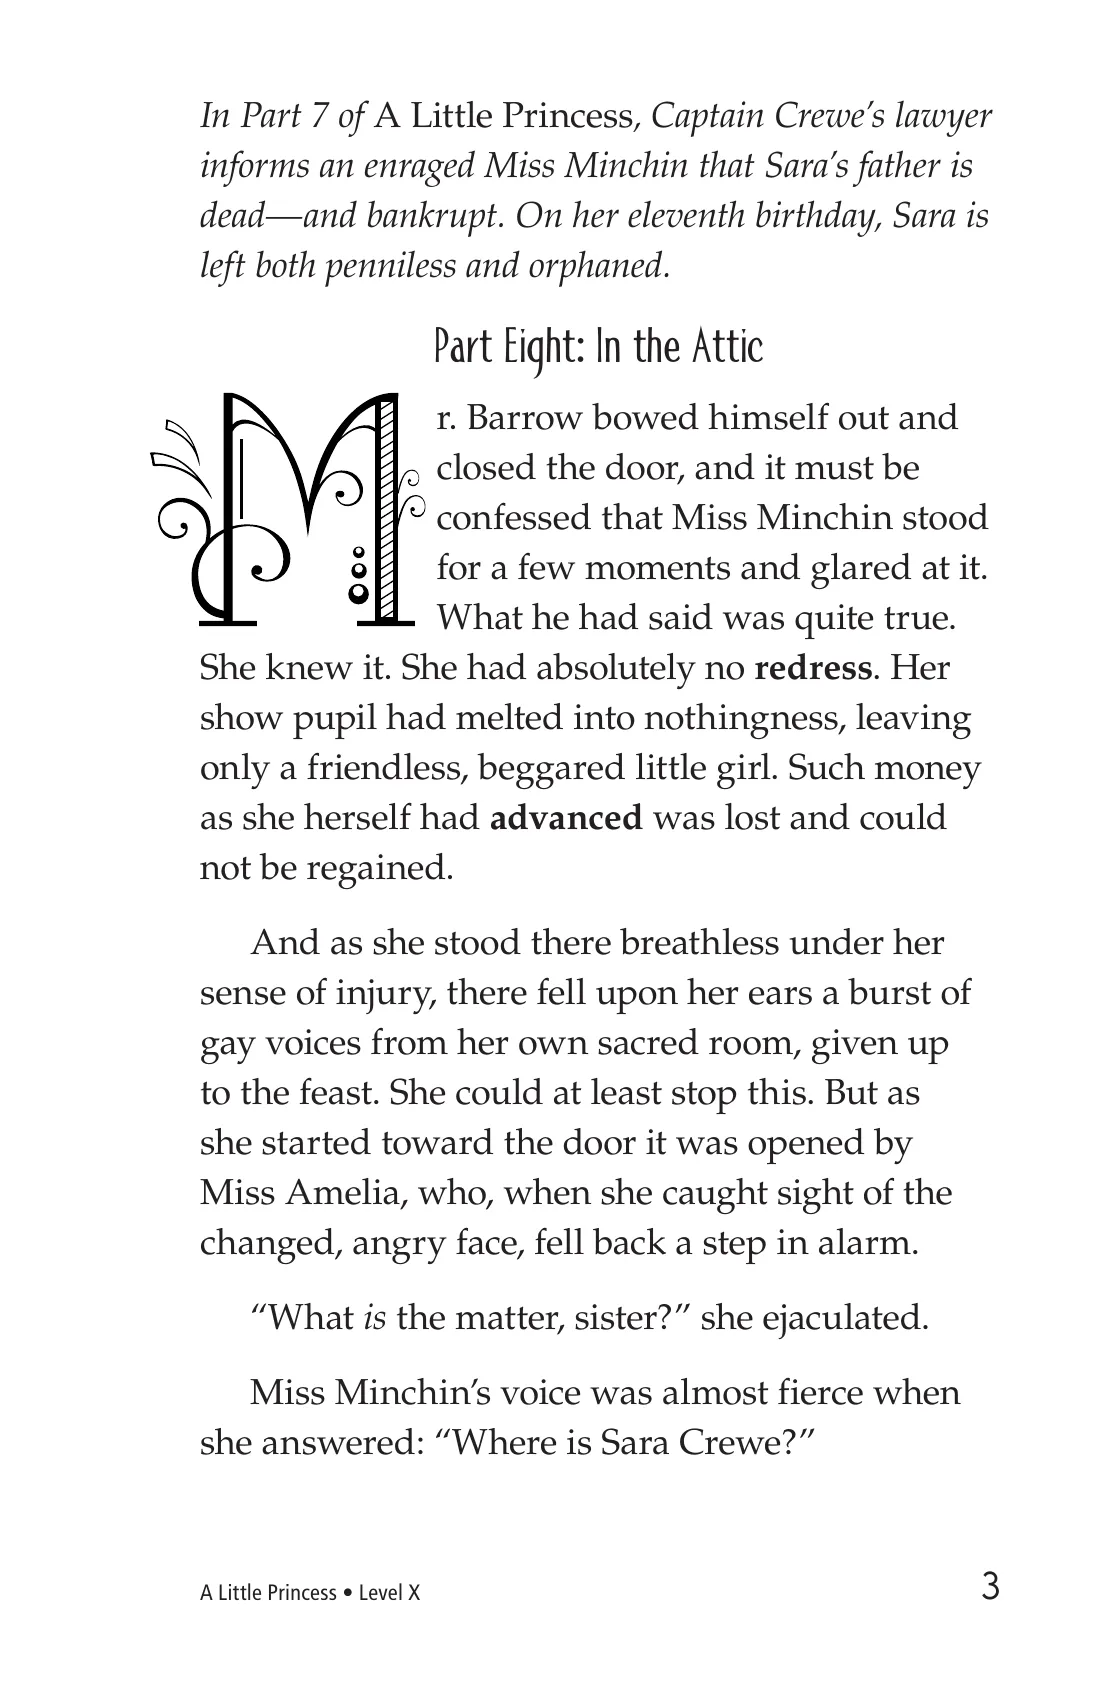 In Part 7 of A Little Princess, Captain Crewe’s lawyer
informs an enraged Miss Minchin that Sara’s father is
dead—and bankrupt. On her eleventh birthday, Sara is
left both penniless and orphaned.
Part Eight: In the Attic
Mr. Barrow bowed himself out and
closed the door, and it must be
confessed that Miss Minchin stood
for a few moments and glared at it.
What he had said was quite true.
She knew it. She had absolutely no redress. Her
show pupil had melted into nothingness, leaving
only a friendless, beggared little girl. Such money
as she herself had advanced was lost and could
not be regained.
And as she stood there breathless under her
sense of injury, there fell upon her ears a burst of
gay voices from her own sacred room, given up
to the feast. She could at least stop this. But as
she started toward the door it was opened by
Miss Amelia, who, when she caught sight of the
changed, angry face, fell back a step in alarm.
“What is the matter, sister?” she ejaculated.
Miss Minchin’s voice was almost fierce when
she answered: “Where is Sara Crewe?”
A Little Princess • Level X
3